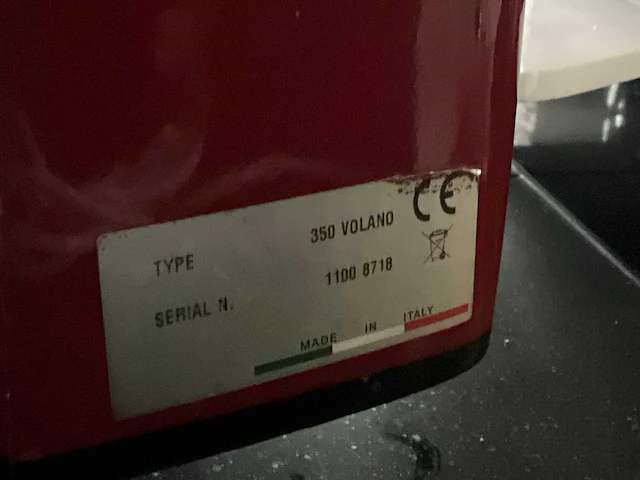 CE
TYPE 350 VOLANO
SERIAL N. 1100 8718
MADE IN ITALY